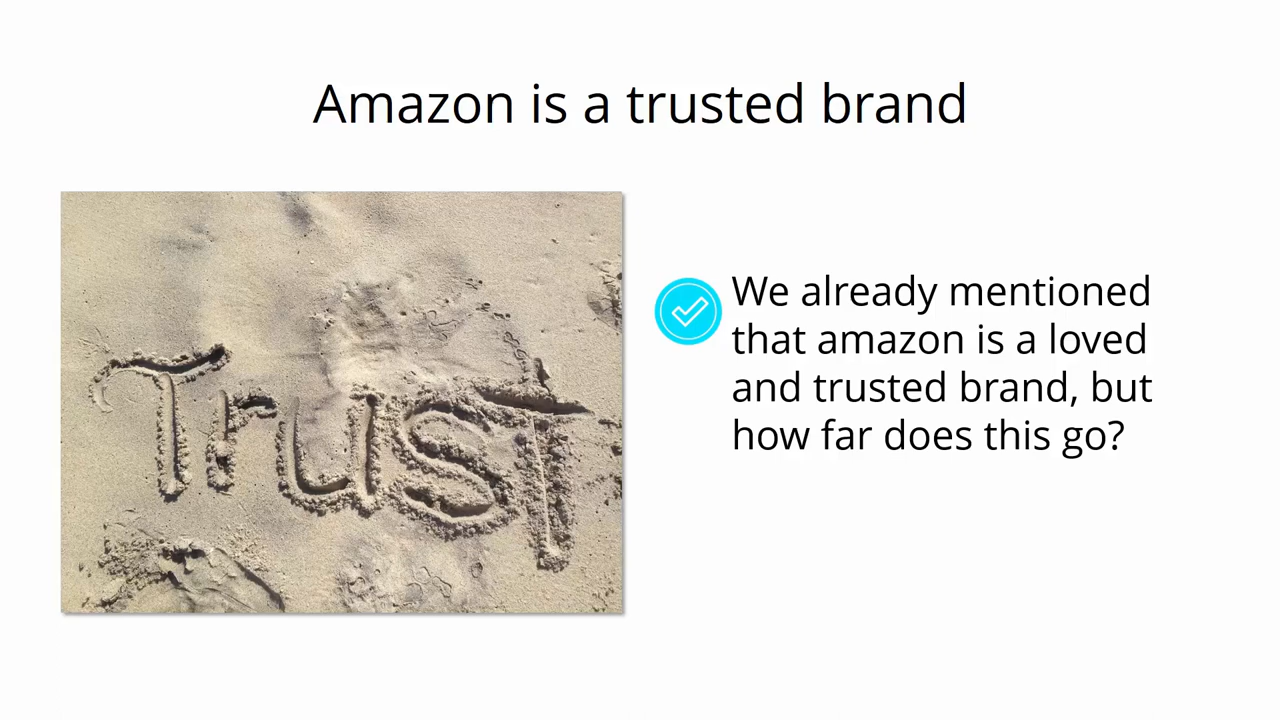 Amazon is a trusted brand
Trust
We already mentioned
that amazon is a loved
and trusted brand, but
how far does this go?